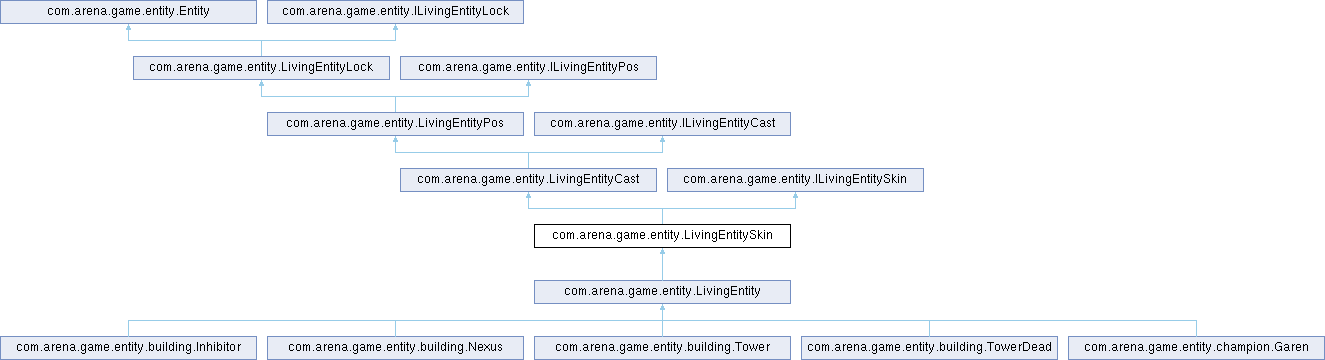 com.arena.game.entity.Entity
com.arena.game.entity.ILivingEntityLock
com.arena.game.entity.LivingEntityLock
com.arena.game.entity.ILivingEntityPos
com.arena.game.entity.LivingEntityPos
com.arena.game.entity.ILivingEntityCast
com.arena.game.entity.LivingEntityCast
com.arena.game.entity.ILivingEntitySkin
com.arena.game.entity.LivingEntitySkin
com.arena.game.entity.LivingEntity
com.arena.game.entity.building.Inhibitor
com.arena.game.entity.building.Nexus
com.arena.game.entity.building.Tower
com.arena.game.entity.building.TowerDead
com.arena.game.entity.champion.Garen